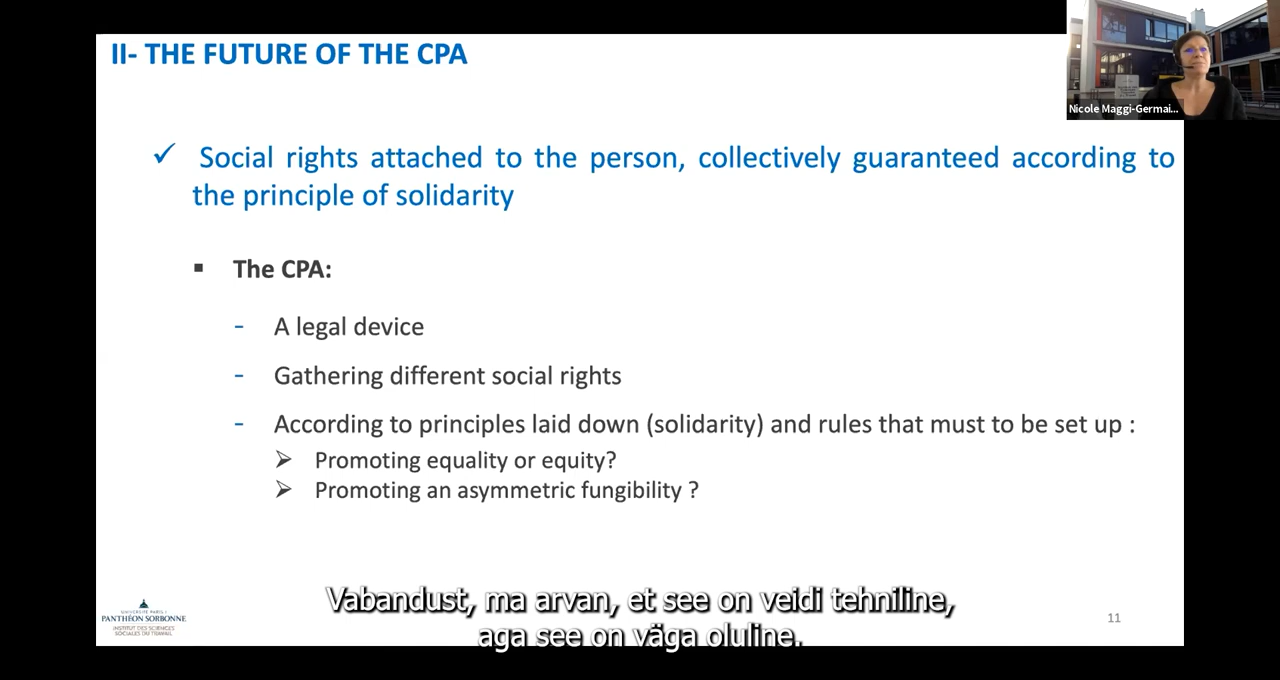 II- THE FUTURE OF THE CPA
Nicole Maggi-Germai...
✓ Social rights attached to the person, collectively guaranteed according to
the principle of solidarity
▪ The CPA:
- A legal device
- Gathering different social rights
- According to principles laid down (solidarity) and rules that must to be set up :
➢ Promoting equality or equity?
➢ Promoting an asymmetric fungibility ?
Vabandust, ma arvan, et see on veidi tehniline,
aga see on väga oluline.
UNIVERSITÉ PARIS 1
PANTHÉON SORBONNE
INSTITUT DES SCIENCES
SOCIALES DU TRAVAIL
11